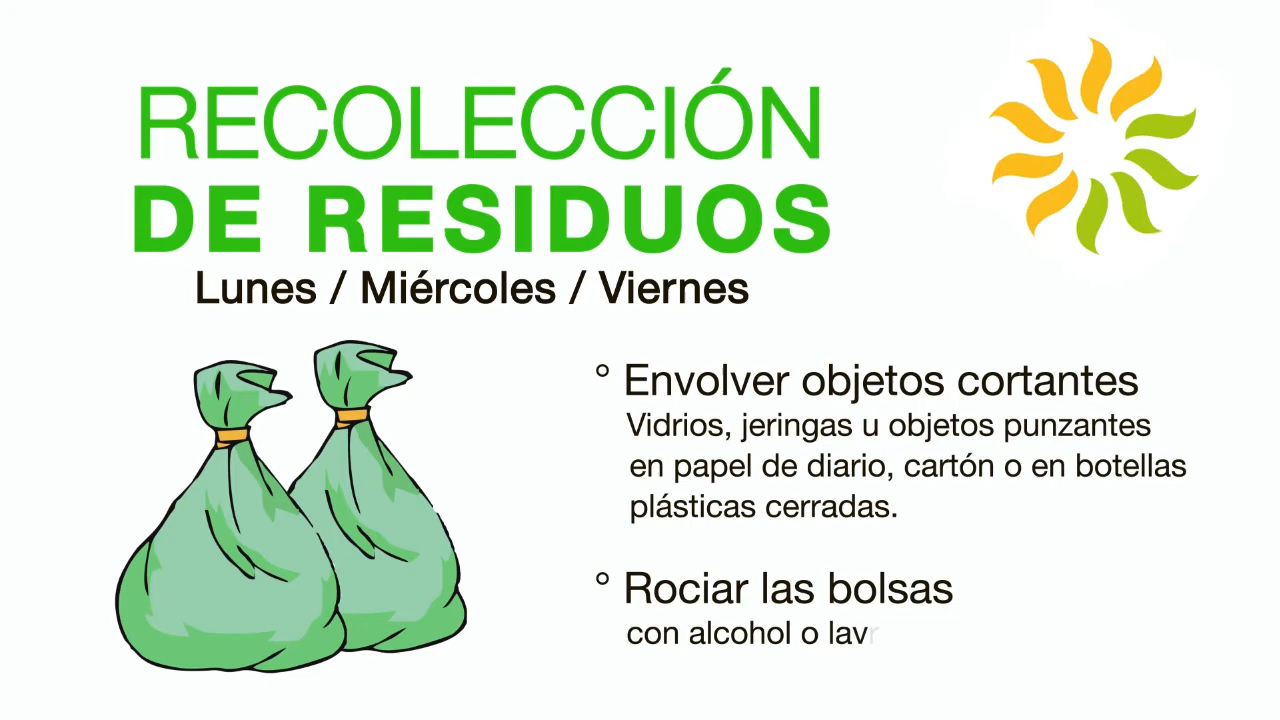 RECOLECCIÓN
DE RESIDUOS
Lunes / Miércoles / Viernes
° Envolver objetos cortantes
Vidrios, jeringas u objetos punzantes
en papel de diario, cartón o en botellas
plásticas cerradas.
° Rociar las bolsas
con alcohol o lavr